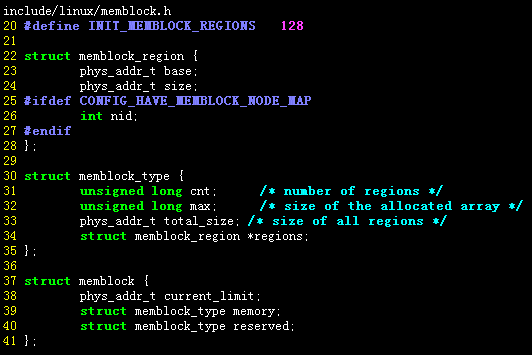 include/linux/memblock.h
20 #define INIT_MEMBLOCK_REGIONS   128
21
22 struct memblock_region {
23         phys_addr_t base;
24         phys_addr_t size;
25 #ifdef CONFIG_HAVE_MEMBLOCK_NODE_MAP
26         int nid;
27 #endif
28 };
29
30 struct memblock_type {
31         unsigned long cnt;      /* number of regions */
32         unsigned long max;      /* size of the allocated array */
33         phys_addr_t total_size; /* size of all regions */
34         struct memblock_region *regions;
35 };
36
37 struct memblock {
38         phys_addr_t current_limit;
39         struct memblock_type memory;
40         struct memblock_type reserved;
41 };